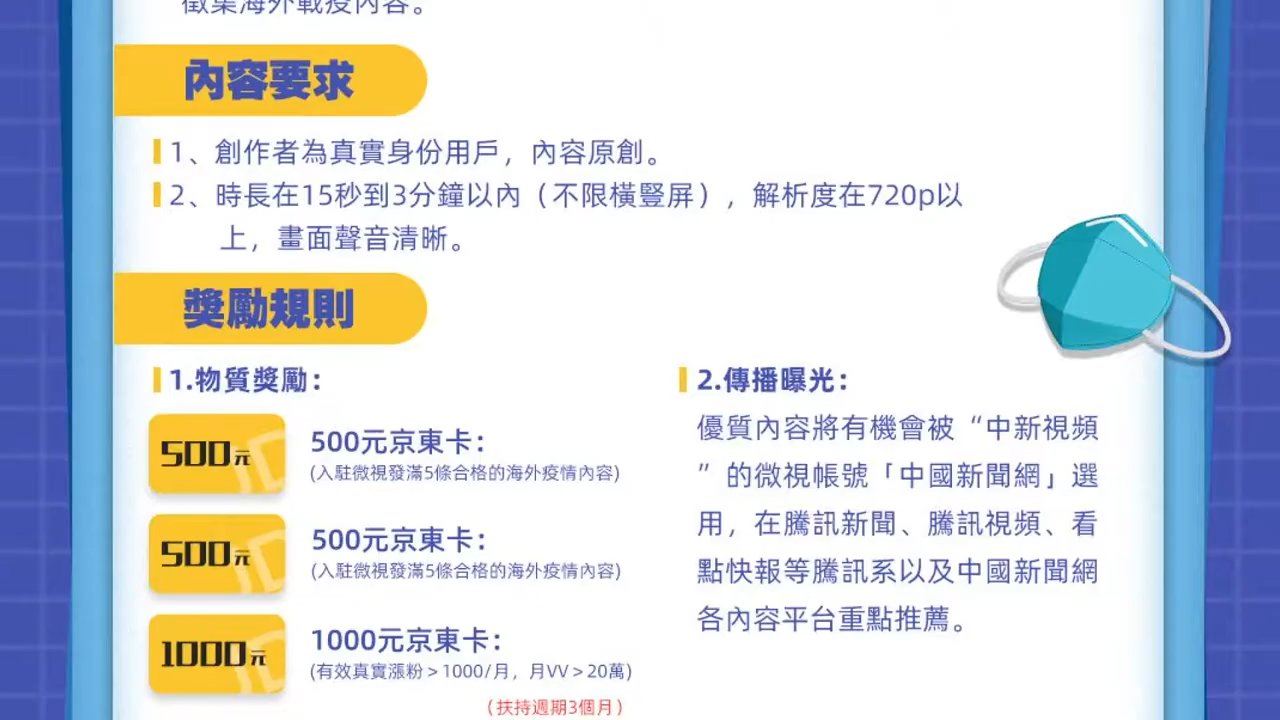 徵集海外戰疫內容。
內容要求
1、創作者為真實身份用戶，內容原創。
2、時長在15秒到3分鐘以內（不限橫豎屏），解析度在720p以
上，畫面聲音清晰。
獎勵規則
1.物質獎勵：
500元
500元京東卡：
(入駐微視發滿5條合格的海外疫情內容)
500元
500元京東卡：
(入駐微視發滿5條合格的海外疫情內容)
1000元
1000元京東卡：
(有效真實漲粉＞1000/月，月VV＞20萬)
（扶持週期3個月）
2.傳播曝光：
優質內容將有機會被“中新視頻
”的微視帳號「中國新聞網」選
用，在騰訊新聞、騰訊視頻、看
點快報等騰訊系以及中國新聞網
各內容平台重點推薦。